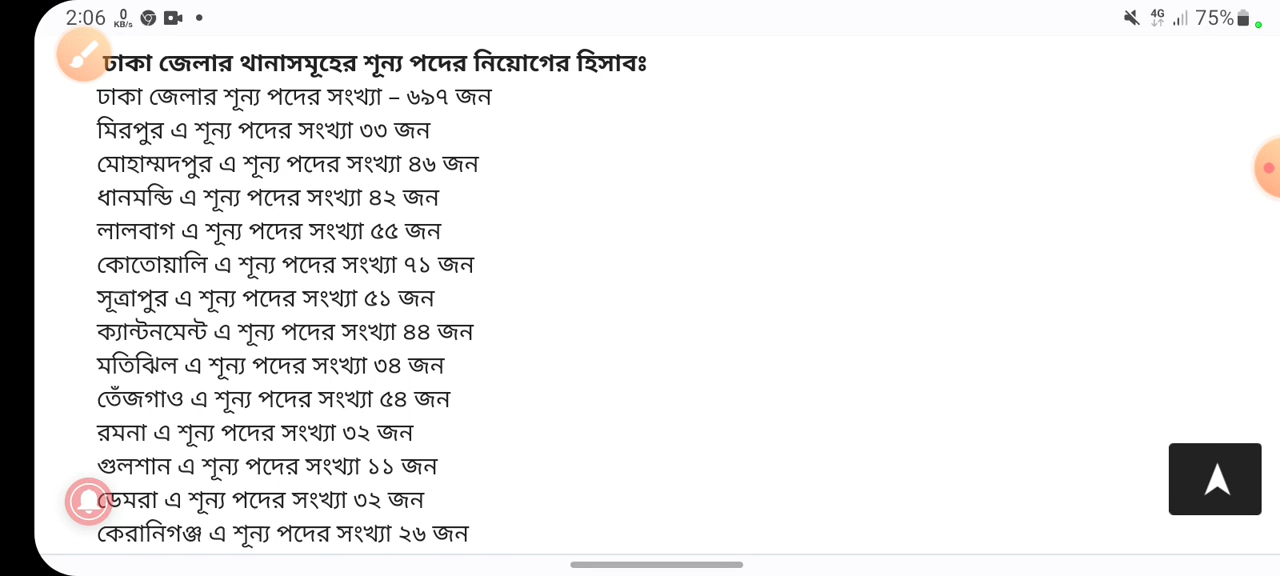 2:06 0 KB/s 4G 75%
ঢাকা জেলার থানাসমূহের শূন্য পদের নিয়োগের হিসাবঃ
ঢাকা জেলার শূন্য পদের সংখ্যা – ৬৯৭ জন
মিরপুর এ শূন্য পদের সংখ্যা ৩৩ জন
মোহাম্মদপুর এ শূন্য পদের সংখ্যা ৪৬ জন
ধানমন্ডি এ শূন্য পদের সংখ্যা ৪২ জন
লালবাগ এ শূন্য পদের সংখ্যা ৫৫ জন
কোতোয়ালি এ শূন্য পদের সংখ্যা ৭১ জন
সূত্রাপুর এ শূন্য পদের সংখ্যা ৫১ জন
ক্যান্টনমেন্ট এ শূন্য পদের সংখ্যা ৪৪ জন
মতিঝিল এ শূন্য পদের সংখ্যা ৩৪ জন
তেঁজগাও এ শূন্য পদের সংখ্যা ৫৪ জন
রমনা এ শূন্য পদের সংখ্যা ৩২ জন
গুলশান এ শূন্য পদের সংখ্যা ১১ জন
ডেমরা এ শূন্য পদের সংখ্যা ৩২ জন
কেরানিগঞ্জ এ শূন্য পদের সংখ্যা ২৬ জন